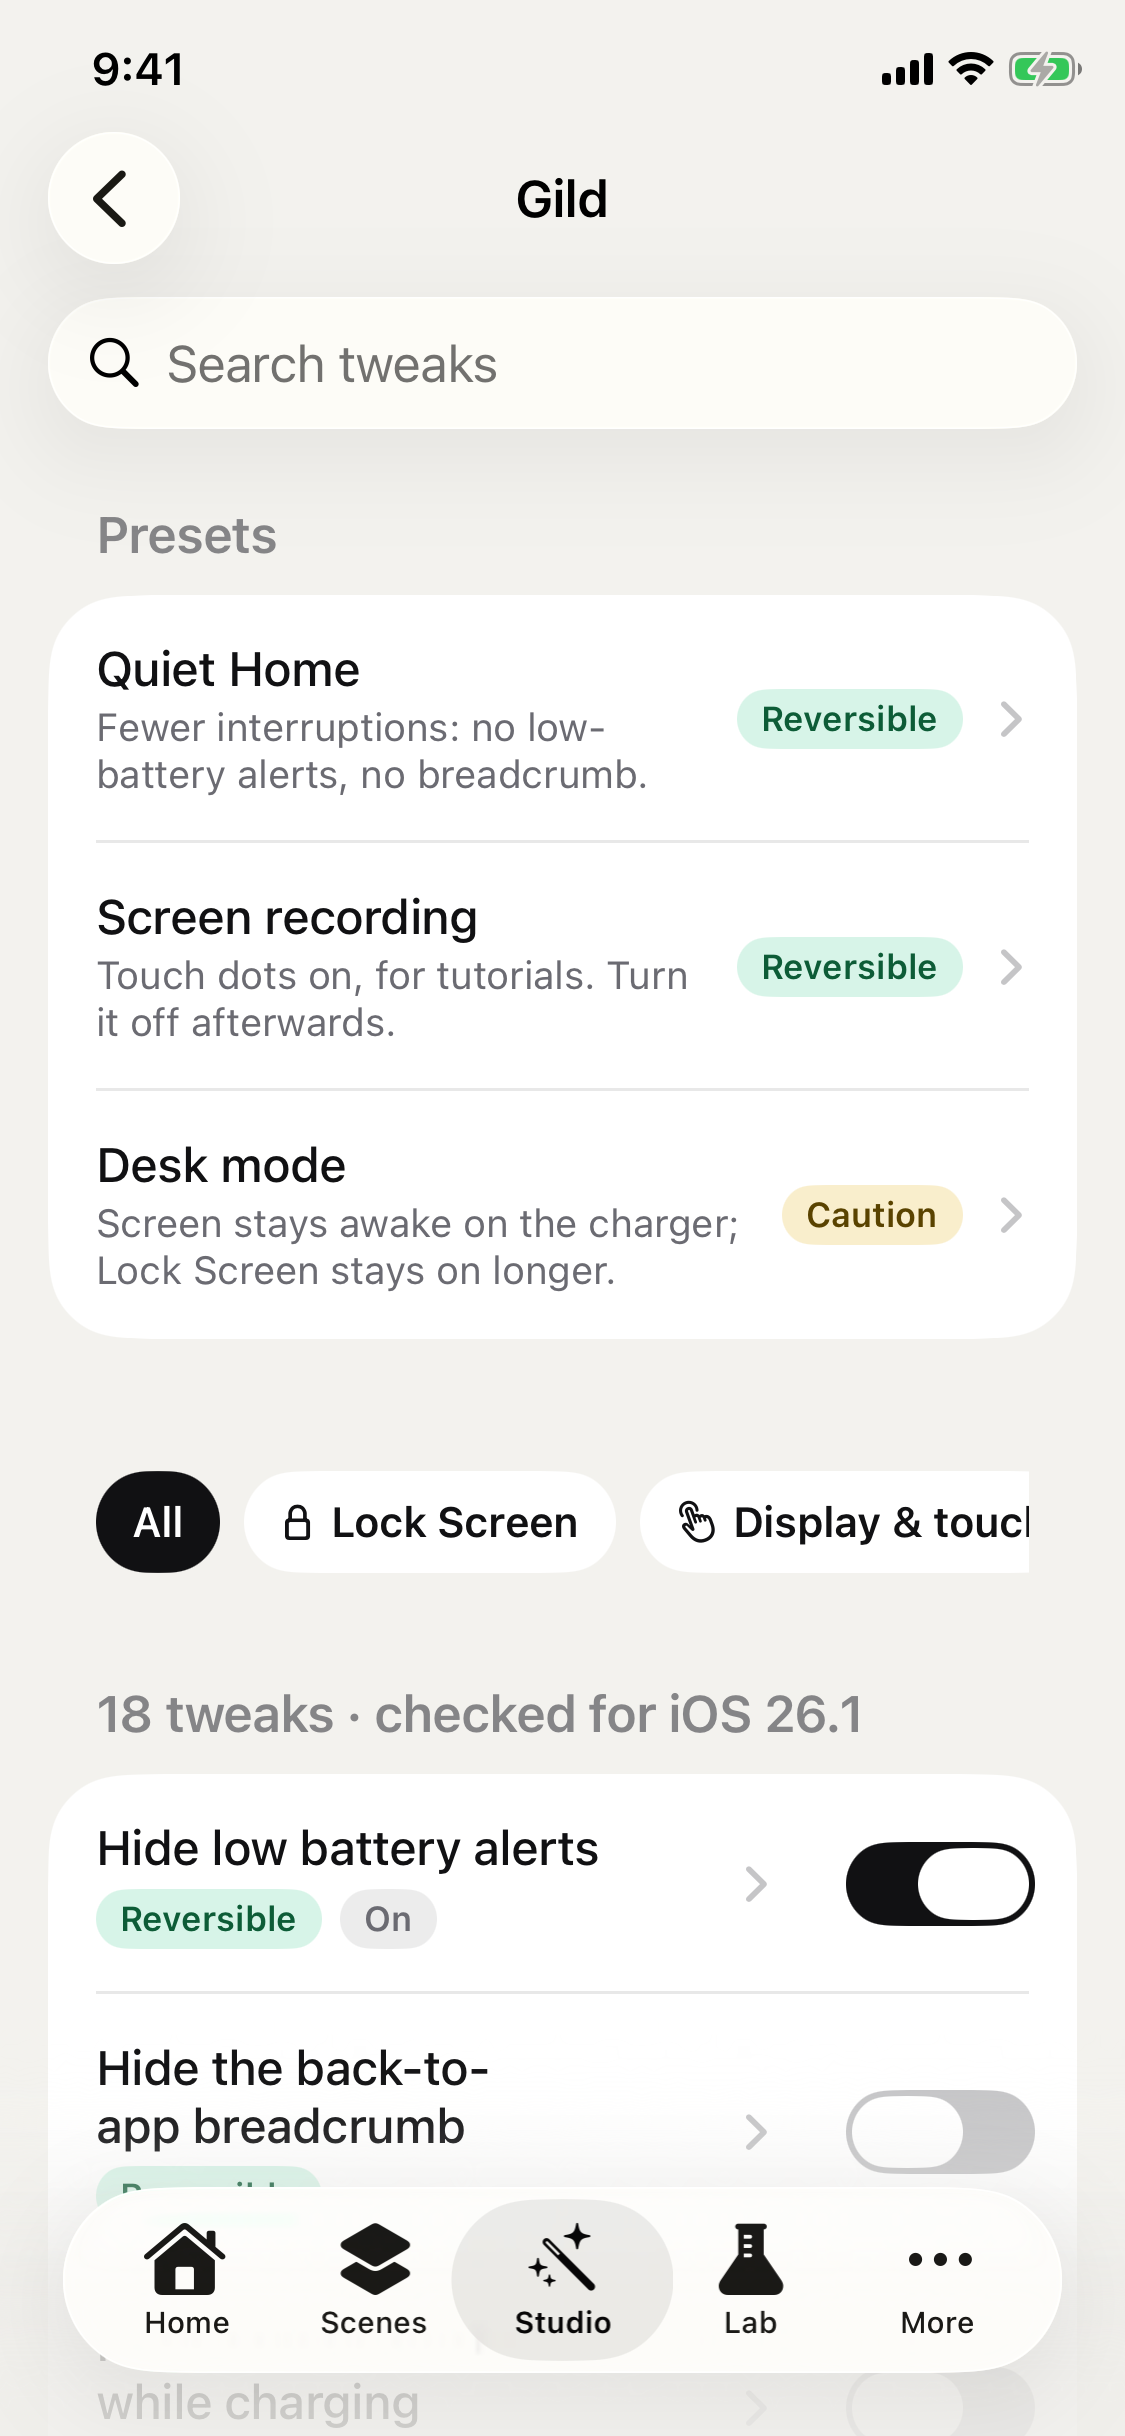 9:41
Gild
Search tweaks
Presets
Quiet Home
Fewer interruptions: no low-
battery alerts, no breadcrumb.
Reversible
Screen recording
Touch dots on, for tutorials. Turn
it off afterwards.
Reversible
Desk mode
Screen stays awake on the charger;
Lock Screen stays on longer.
Caution
All
Lock Screen
Display & touch
18 tweaks · checked for iOS 26.1
Hide low battery alerts
Reversible
On
Hide the back-to-
app breadcrumb
Reversible
Home
Scenes
Studio
Lab
More
while charging